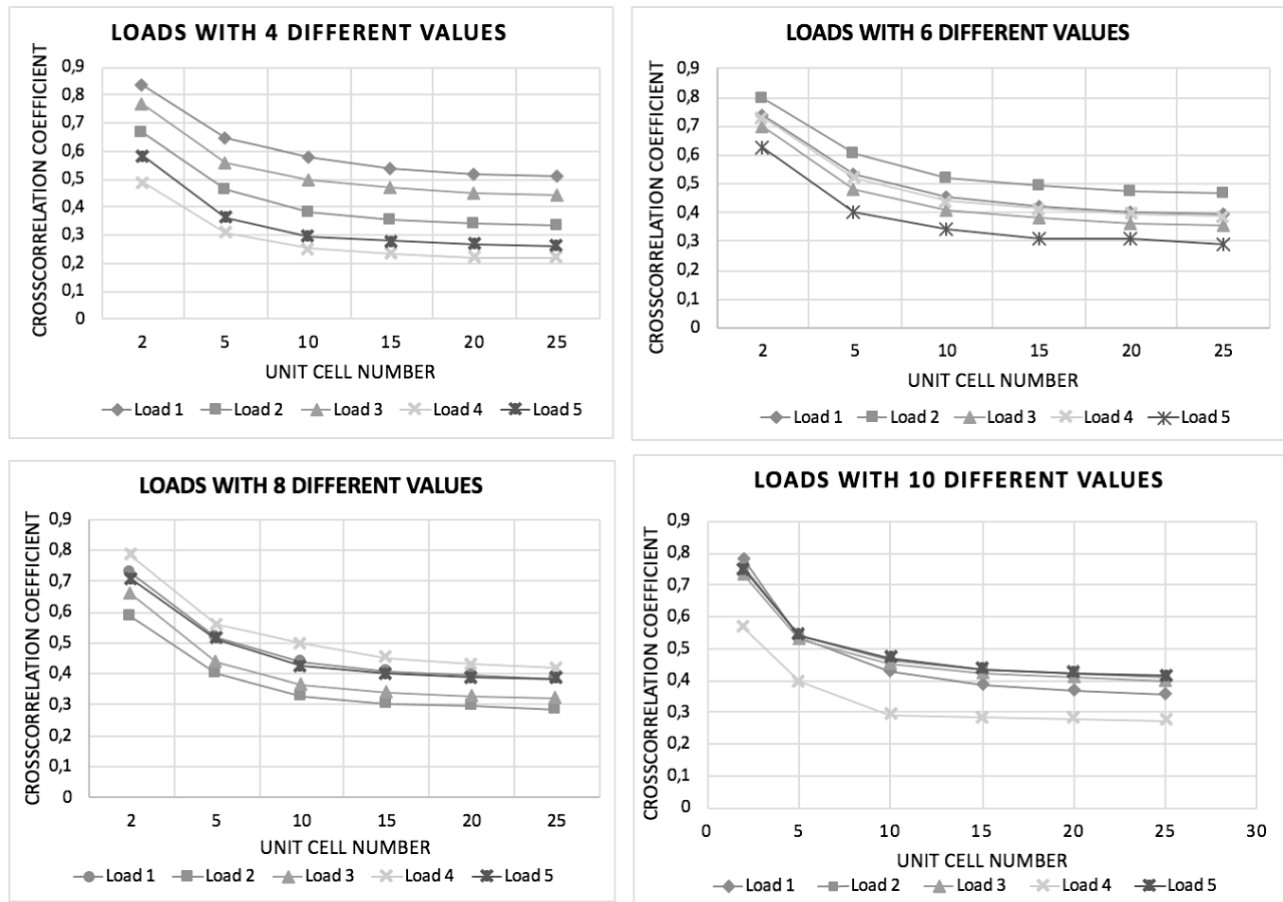 LOADS WITH 4 DIFFERENT VALUES
CROSSCORRELATION COEFFICIENT
0,9
0,8
0,7
0,6
0,5
0,4
0,3
0,2
0,1
0
2 5 10 15 20 25
UNIT CELL NUMBER
Load 1 Load 2 Load 3 Load 4 Load 5
LOADS WITH 6 DIFFERENT VALUES
CROSSCORRELATION COEFFICIENT
0,9
0,8
0,7
0,6
0,5
0,4
0,3
0,2
0,1
0
2 5 10 15 20 25
UNIT CELL NUMBER
Load 1 Load 2 Load 3 Load 4 Load 5
LOADS WITH 8 DIFFERENT VALUES
CROSSCORRELATION COEFFICIENT
0,9
0,8
0,7
0,6
0,5
0,4
0,3
0,2
0,1
0
2 5 10 15 20 25
UNIT CELL NUMBER
Load 1 Load 2 Load 3 Load 4 Load 5
LOADS WITH 10 DIFFERENT VALUES
CROSSCORRELATION COEFFICIENT
0,9
0,8
0,7
0,6
0,5
0,4
0,3
0,2
0,1
0
0 5 10 15 20 25 30
UNIT CELL NUMBER
Load 1 Load 2 Load 3 Load 4 Load 5